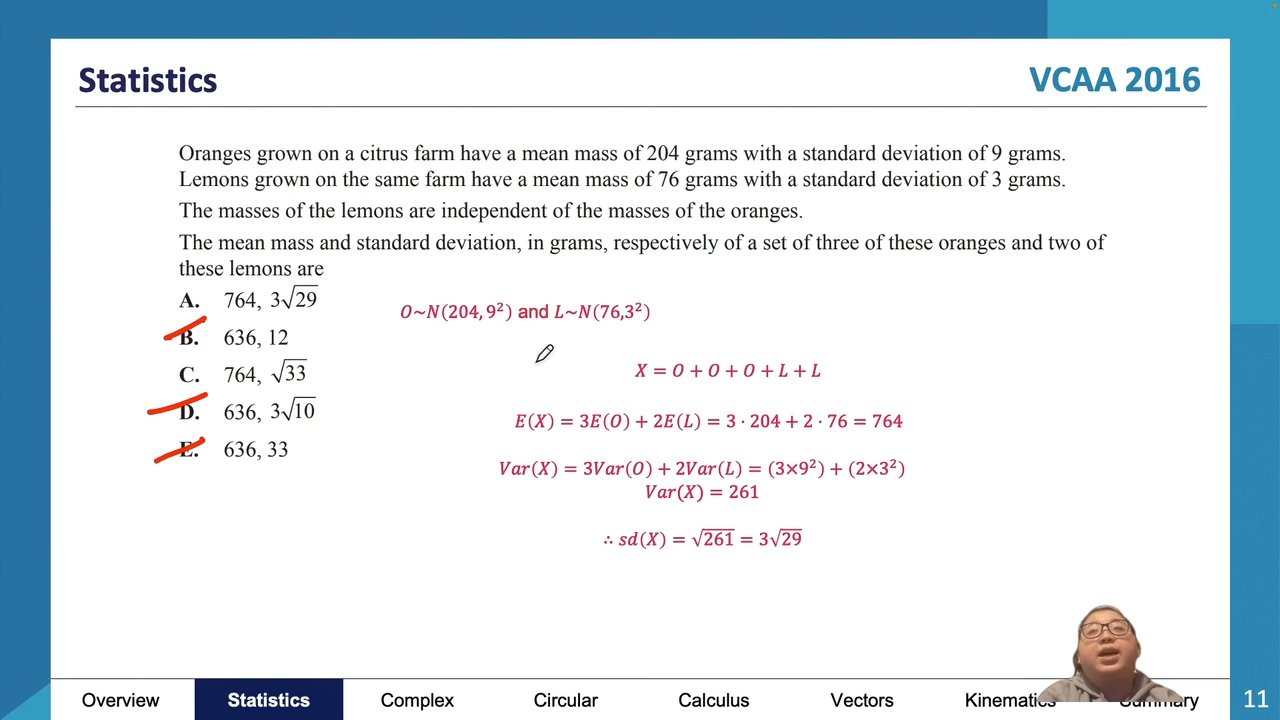 Statistics
VCAA 2016
Oranges grown on a citrus farm have a mean mass of 204 grams with a standard deviation of 9 grams.
Lemons grown on the same farm have a mean mass of 76 grams with a standard deviation of 3 grams.
The masses of the lemons are independent of the masses of the oranges.
The mean mass and standard deviation, in grams, respectively of a set of three of these oranges and two of
these lemons are
A. 764, 3√29
O~N(204, 9²) and L~N(76,3²)
B. 636, 12
C. 764, √33
X = O + O + O + L + L
D. 636, 3√10
E(X) = 3E(O) + 2E(L) = 3 · 204 + 2 · 76 = 764
E. 636, 33
Var(X) = 3Var(O) + 2Var(L) = (3×9²) + (2×3²)
Var(X) = 261
∴ sd(X) = √261 = 3√29
Overview Statistics Complex Circular Calculus Vectors Kinematics Summary 11